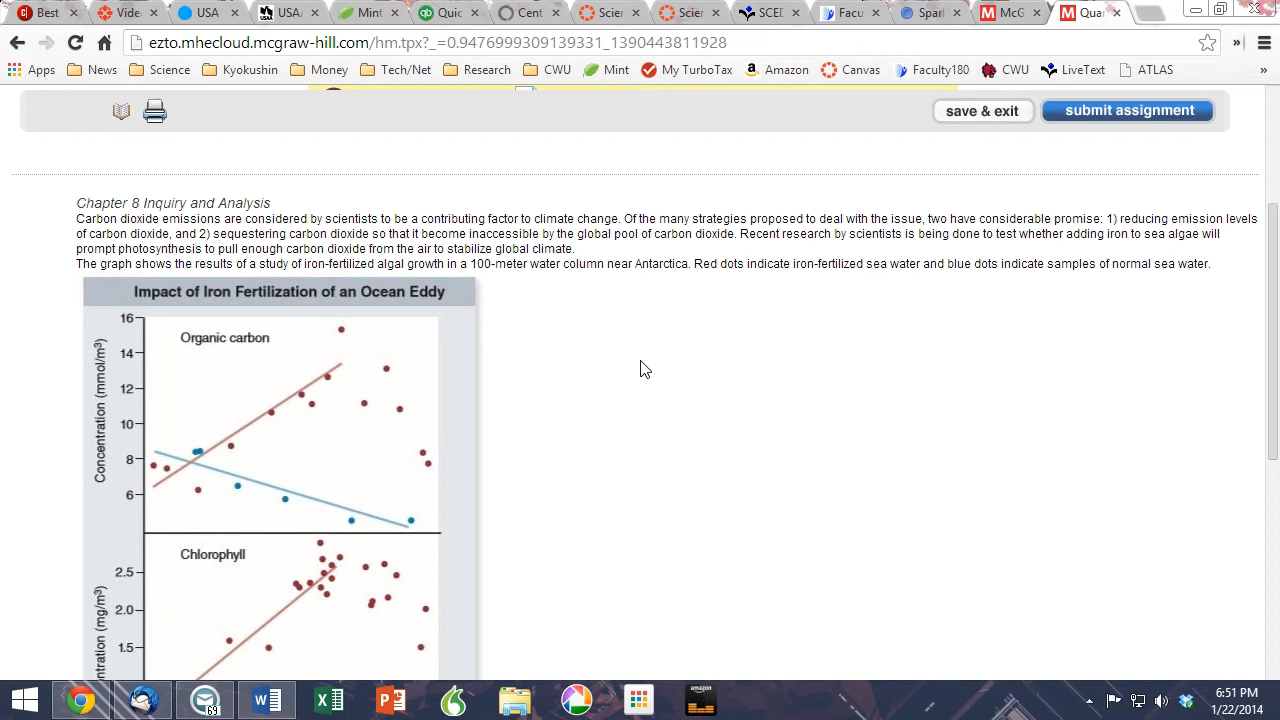 Best
Vide
USA
USA
Mint
Quic
Cent
Scier
Scier
SCED
Facu
Spark
McG
Qua
ezto.mhecloud.mcgraw-hill.com/hm.tpx?_=0.9476999309139331_1390443811928
Apps News Science Kyokushin Money Tech/Net Research CWU Mint My TurboTax Amazon Canvas Faculty180 CWU LiveText ATLAS
save & exit submit assignment
Chapter 8 Inquiry and Analysis
Carbon dioxide emissions are considered by scientists to be a contributing factor to climate change. Of the many strategies proposed to deal with the issue, two have considerable promise: 1) reducing emission levels
of carbon dioxide, and 2) sequestering carbon dioxide so that it become inaccessible by the global pool of carbon dioxide. Recent research by scientists is being done to test whether adding iron to sea algae will
prompt photosynthesis to pull enough carbon dioxide from the air to stabilize global climate.
The graph shows the results of a study of iron-fertilized algal growth in a 100-meter water column near Antarctica. Red dots indicate iron-fertilized sea water and blue dots indicate samples of normal sea water.
Impact of Iron Fertilization of an Ocean Eddy
Organic carbon
Concentration (mmol/m³)
16
14
12
10
8
6
Chlorophyll
ntration (mg/m³)
2.5
2.0
1.5
6:51 PM
1/22/2014